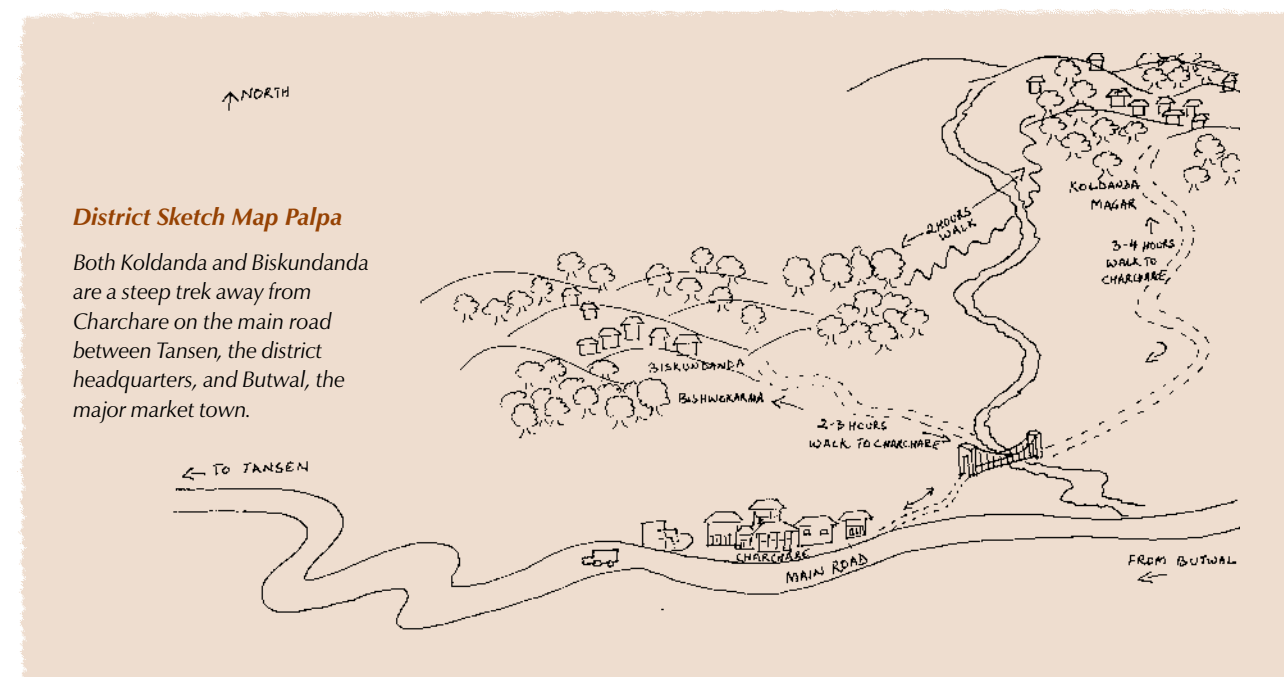 NORTH
District Sketch Map Palpa
Both Koldanda and Biskundanda
are a steep trek away from
Charchare on the main road
between Tansen, the district
headquarters, and Butwal, the
major market town.
2 HOURS
WALK
KOLDANDA
MAGAR
3-4 HOURS
WALK TO
CHARCHARE
BISKUNDANDA
BISHWOKARMA
2-3 HOURS
WALK TO CHARCHARE
TO TANSEN
CHARCHARE
MAIN ROAD
FROM BUTWAL